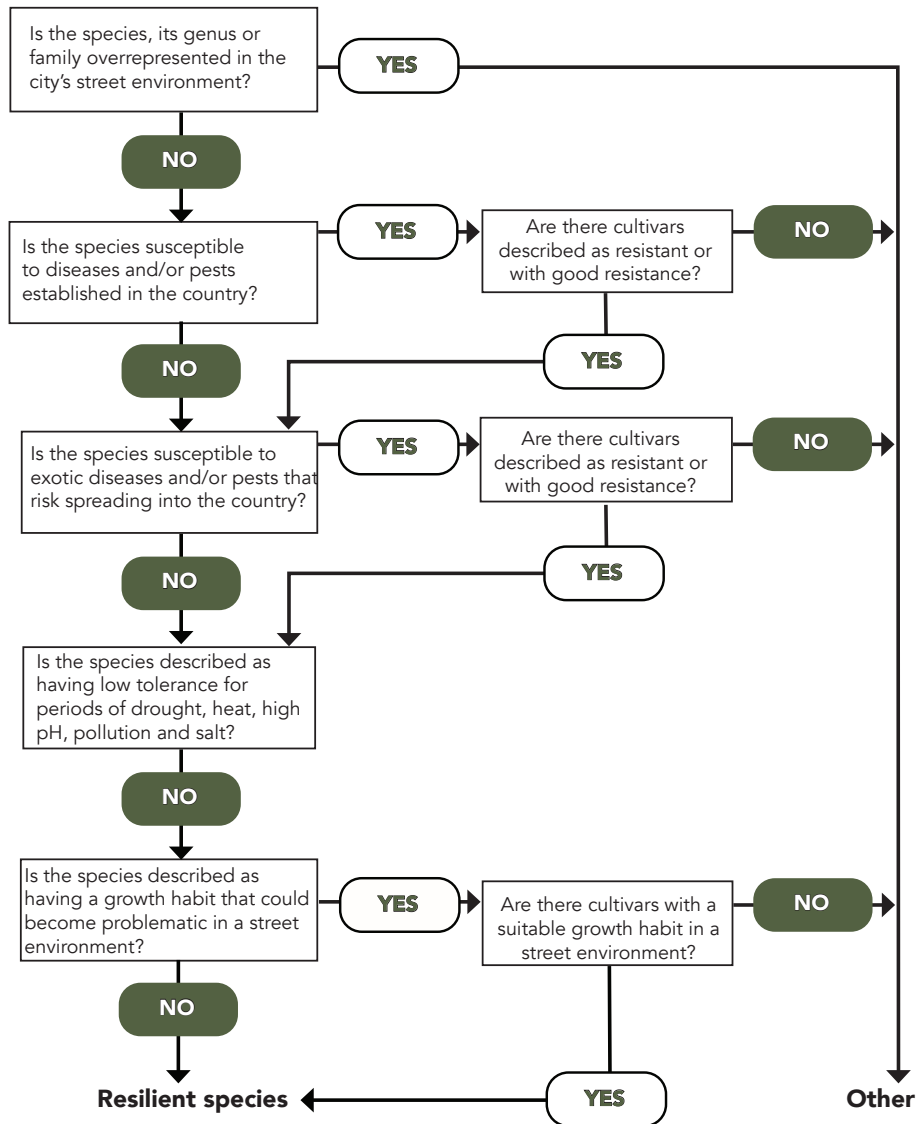 Is the species, its genus or
family overrepresented in the
city's street environment?
YES
NO
Is the species susceptible
to diseases and/or pests
established in the country?
YES
Are there cultivars
described as resistant or
with good resistance?
NO
NO
YES
Is the species susceptible to
exotic diseases and/or pests that
risk spreading into the country?
YES
Are there cultivars
described as resistant or
with good resistance?
NO
NO
YES
Is the species described as
having low tolerance for
periods of drought, heat, high
pH, pollution and salt?
NO
Is the species described as
having a growth habit that could
become problematic in a street
environment?
YES
Are there cultivars with a
suitable growth habit in a
street environment?
NO
NO
YES
Resilient species
Other